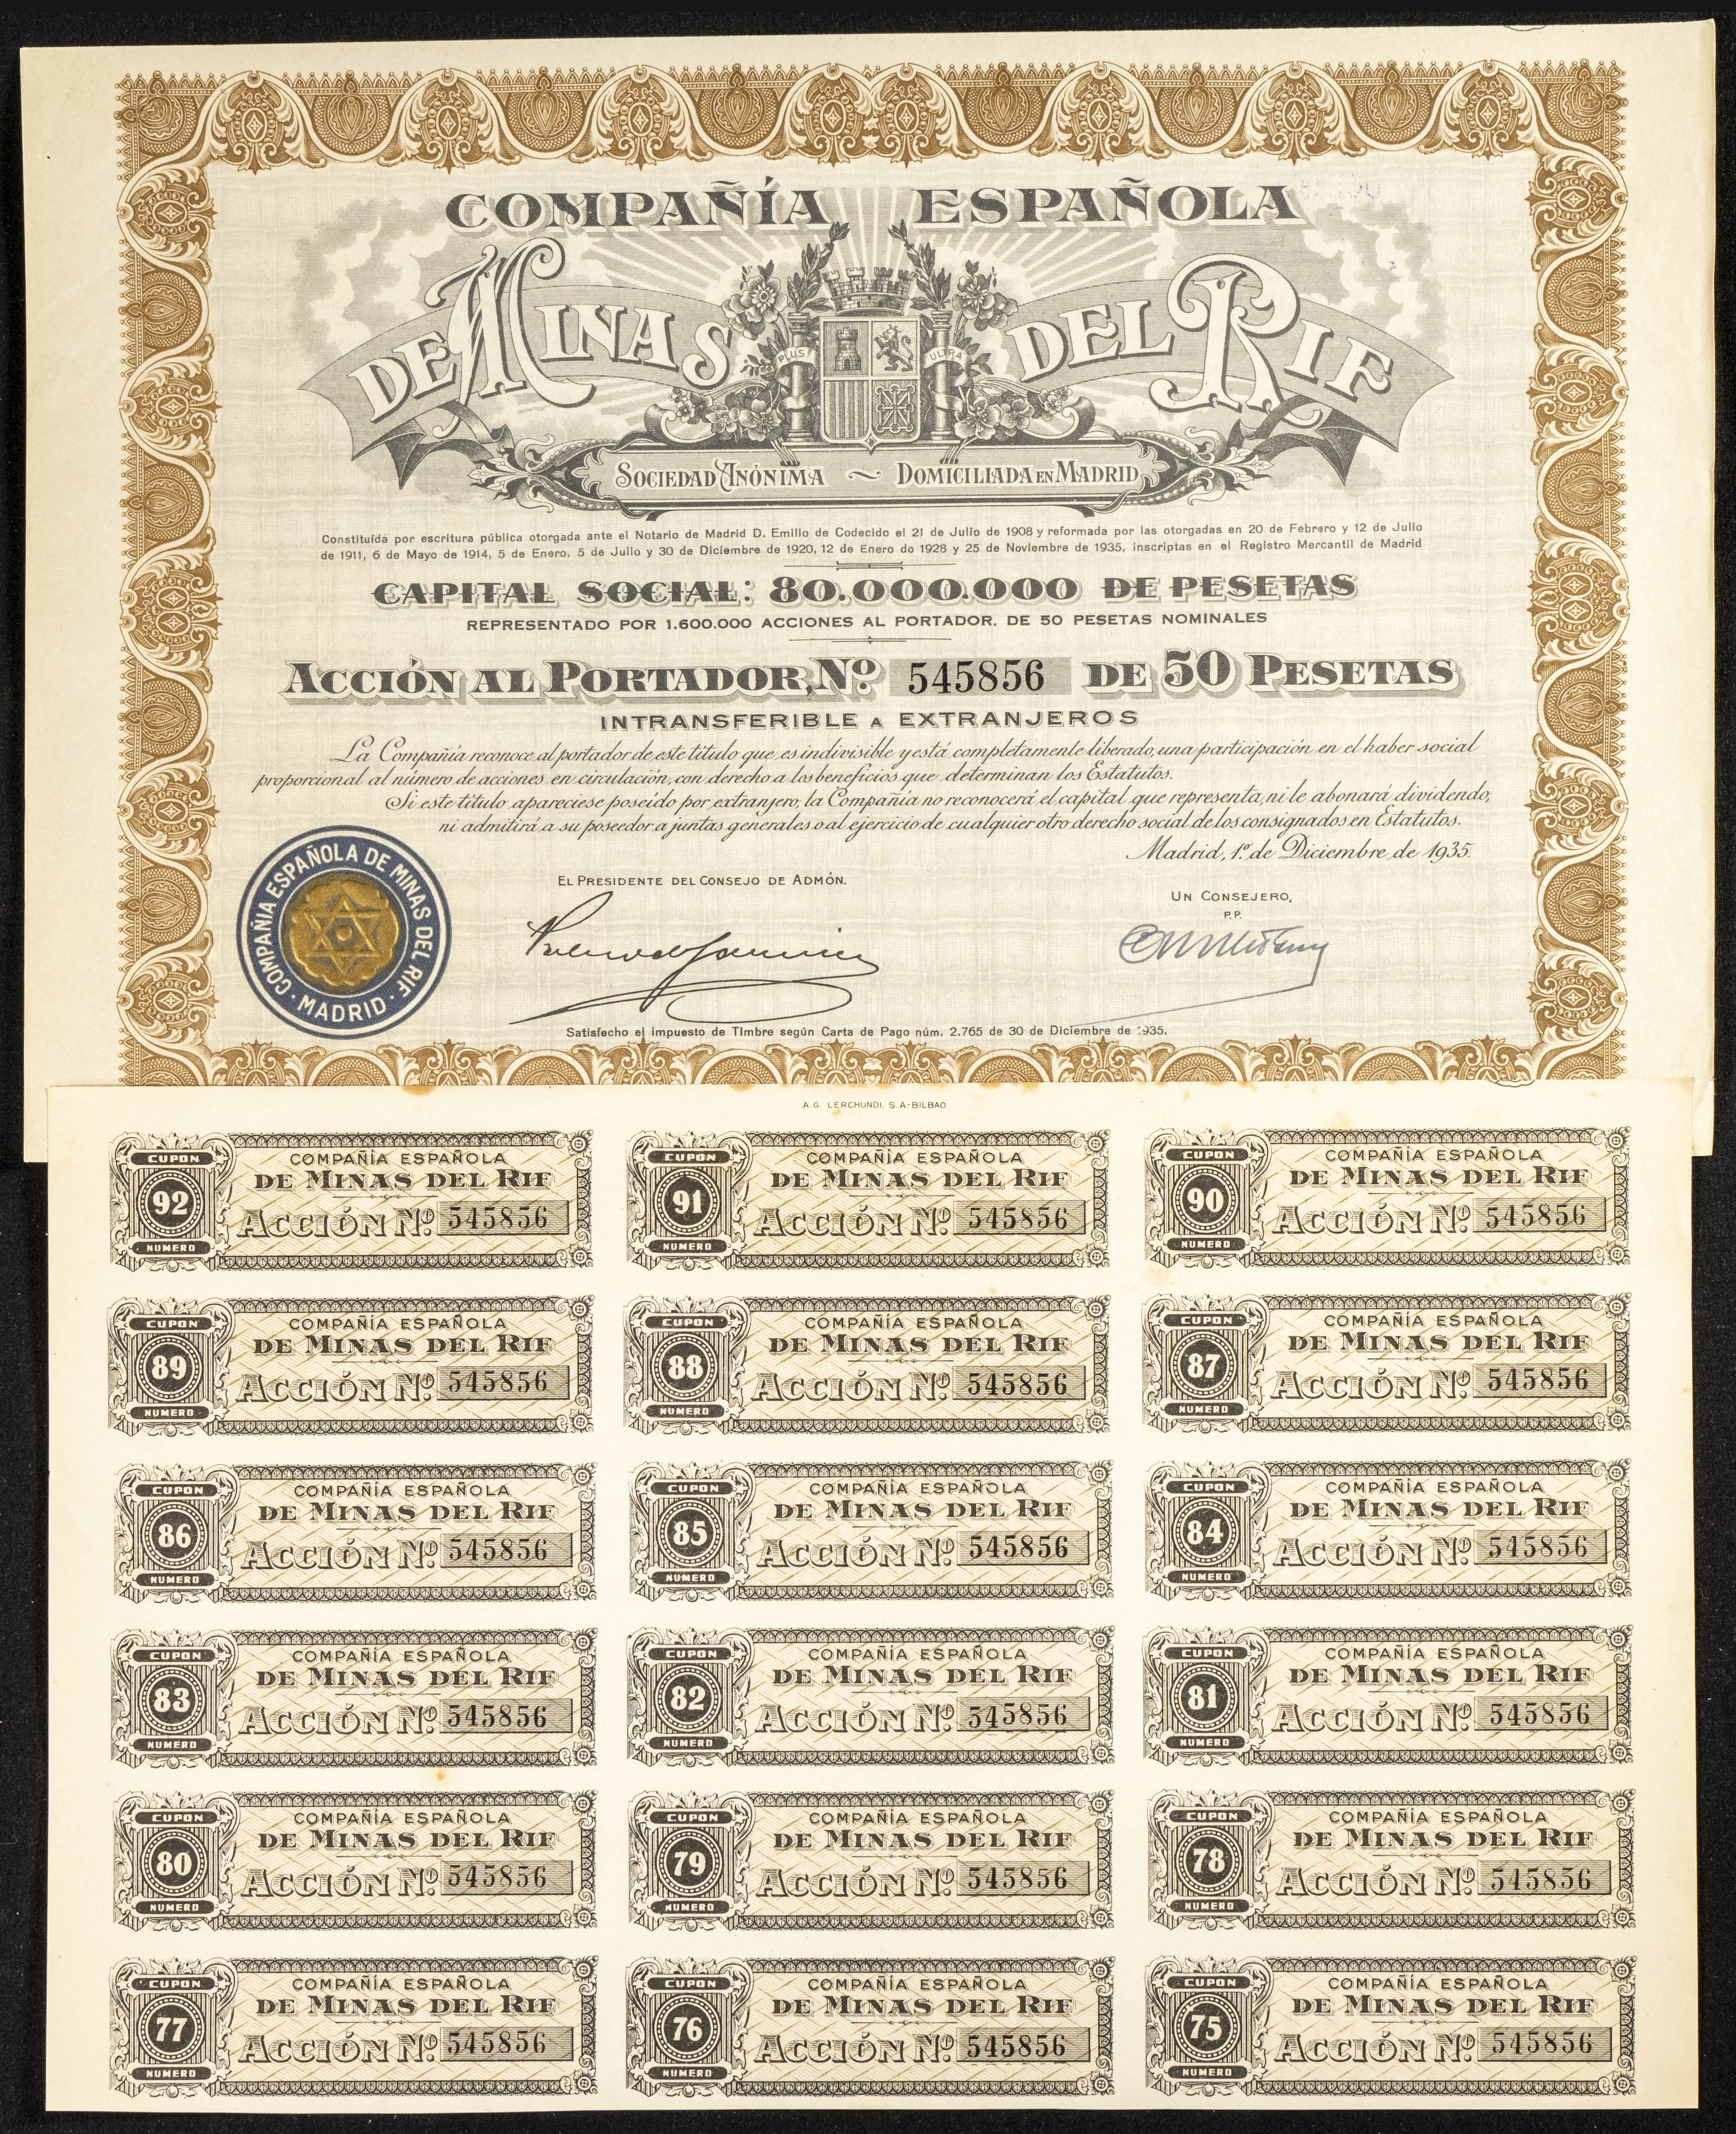 COMPAÑÍA ESPAÑOLA
DE MINAS DEL RIF
PLUS ULTRA
SOCIEDAD ANÓNIMA ~ DOMICILIADA EN MADRID
Constituída por escritura pública otorgada ante el Notario de Madrid D. Emilio de Codecido el 21 de Julio de 1908 y reformada por las otorgadas en 20 de Febrero y 12 de Julio
de 1911, 6 de Mayo de 1914, 5 de Enero, 5 de Julio y 30 de Diciembre de 1920, 12 de Enero do 1928 y 25 de Noviembre de 1935, inscriptas en el Registro Mercantil de Madrid
CAPITAL SOCIAL: 80.000.000 DE PESETAS
REPRESENTADO POR 1.600.000 ACCIONES AL PORTADOR, DE 50 PESETAS NOMINALES
ACCIÓN AL PORTADOR, Nº 545856 DE 50 PESETAS
INTRANSFERIBLE A EXTRANJEROS
La Compañía reconoce al portador de este título que es indivisible y está completamente liberado, una participación en el haber social
proporcional al número de acciones en circulación, con derecho a los beneficios que determinan los Estatutos.
Si este título apareciese poseído por extranjero, la Compañía no reconocerá el capital que representa, ni le abonará dividendo,
ni admitirá a su poseedor a juntas generales o al ejercicio de cualquier otro derecho social de los consignados en Estatutos.
Madrid, 1º de Diciembre de 1935.
COMPAÑIA ESPAÑOLA DE MINAS DEL RIF · MADRID ·
EL PRESIDENTE DEL CONSEJO DE ADMÓN.
UN CONSEJERO,
P.P.
Satisfecho el Impuesto de Timbre según Carta de Pago núm. 2.765 de 30 de Diciembre de 1935.
A.G. LERCHUNDI, S.A.-BILBAO
CUPON 92 NUMERO COMPAÑÍA ESPAÑOLA DE MINAS DEL RIF ACCIÓN Nº 545856
CUPON 91 NUMERO COMPAÑÍA ESPAÑOLA DE MINAS DEL RIF ACCIÓN Nº 545856
CUPON 90 NUMERO COMPAÑÍA ESPAÑOLA DE MINAS DEL RIF ACCIÓN Nº 545856
CUPON 89 NUMERO COMPAÑÍA ESPAÑOLA DE MINAS DEL RIF ACCIÓN Nº 545856
CUPON 88 NUMERO COMPAÑÍA ESPAÑOLA DE MINAS DEL RIF ACCIÓN Nº 545856
CUPON 87 NUMERO COMPAÑÍA ESPAÑOLA DE MINAS DEL RIF ACCIÓN Nº 545856
CUPON 86 NUMERO COMPAÑÍA ESPAÑOLA DE MINAS DEL RIF ACCIÓN Nº 545856
CUPON 85 NUMERO COMPAÑÍA ESPAÑOLA DE MINAS DEL RIF ACCIÓN Nº 545856
CUPON 84 NUMERO COMPAÑÍA ESPAÑOLA DE MINAS DEL RIF ACCIÓN Nº 545856
CUPON 83 NUMERO COMPAÑÍA ESPAÑOLA DE MINAS DEL RIF ACCIÓN Nº 545856
CUPON 82 NUMERO COMPAÑÍA ESPAÑOLA DE MINAS DEL RIF ACCIÓN Nº 545856
CUPON 81 NUMERO COMPAÑÍA ESPAÑOLA DE MINAS DEL RIF ACCIÓN Nº 545856
CUPON 80 NUMERO COMPAÑÍA ESPAÑOLA DE MINAS DEL RIF ACCIÓN Nº 545856
CUPON 79 NUMERO COMPAÑÍA ESPAÑOLA DE MINAS DEL RIF ACCIÓN Nº 545856
CUPON 78 NUMERO COMPAÑÍA ESPAÑOLA DE MINAS DEL RIF ACCIÓN Nº 545856
CUPON 77 NUMERO COMPAÑÍA ESPAÑOLA DE MINAS DEL RIF ACCIÓN Nº 545856
CUPON 76 NUMERO COMPAÑÍA ESPAÑOLA DE MINAS DEL RIF ACCIÓN Nº 545856
CUPON 75 NUMERO COMPAÑÍA ESPAÑOLA DE MINAS DEL RIF ACCIÓN Nº 545856